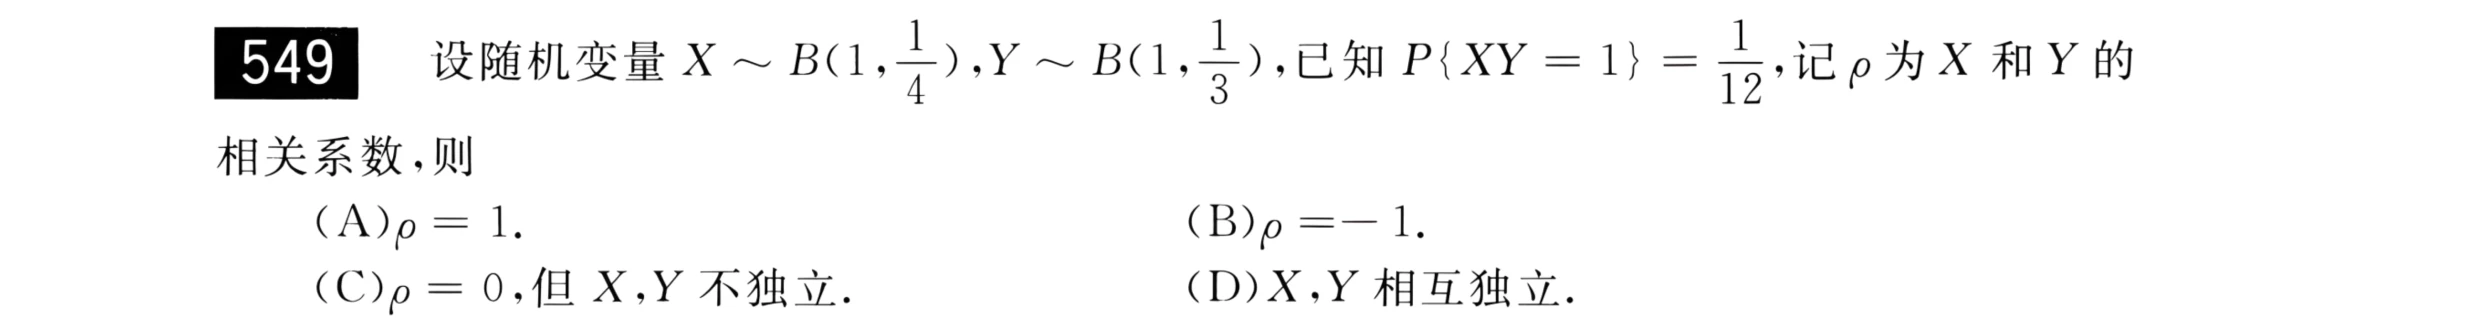 549 设随机变量 X ~ B(1,1/4),Y ~ B(1,1/3),已知 P{XY = 1} = 1/12,记 ρ 为 X 和 Y 的
相关系数,则
(A)ρ = 1. (B)ρ =− 1.
(C)ρ = 0,但 X,Y 不独立. (D)X,Y 相互独立.